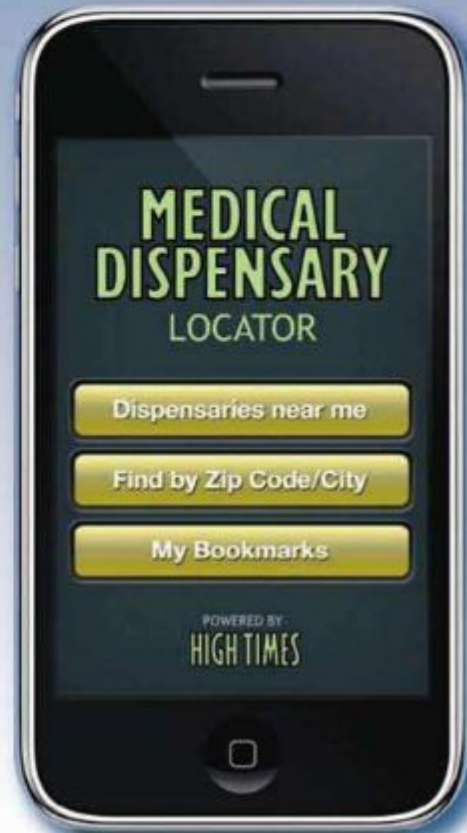 MEDICAL
DISPENSARY
LOCATOR
Dispensaries near me
Find by Zip Code/City
My Bookmarks
POWERED BY
HIGH TIMES